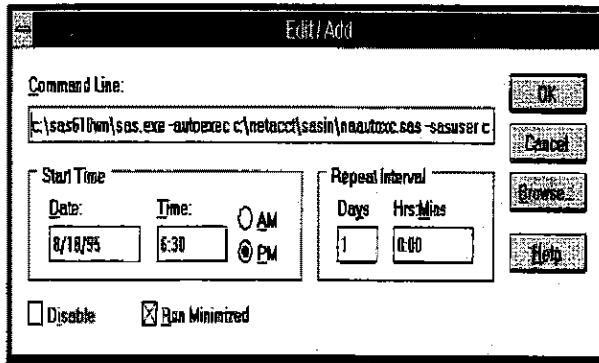 Edit/Add
Command Line:
c:\sas610wn\sas.exe -autoexec c:\netacct\sasin\naautoxc.sas -sasuser c
OK
Cancel
Browse...
Help
Start Time
Date:
Time:
8/18/95
6:30
AM
PM
Repeat Interval
Days
Hrs:Mins
1
0:00
Disable
Run Minimized